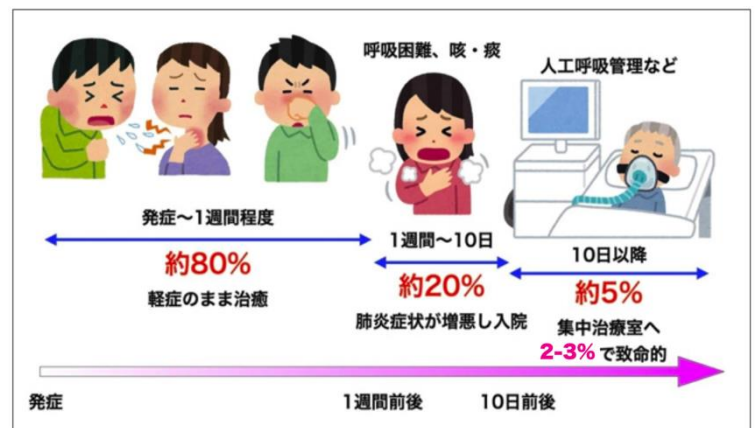 呼吸困難、咳・痰
人工呼吸管理など
発症〜1週間程度
約80%
軽症のまま治癒
1週間〜10日
約20%
肺炎症状が増悪し入院
10日以降
約5%
集中治療室へ
2-3%で致命的
発症
1週間前後
10日前後